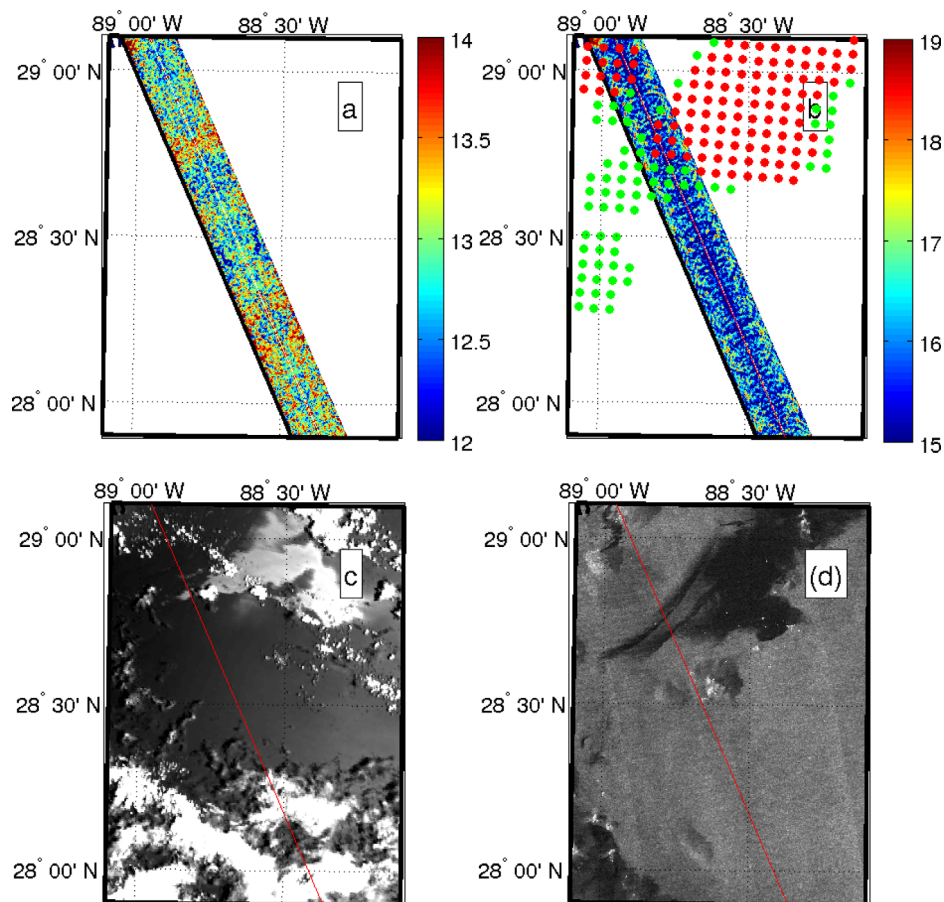 89° 00' W 88° 30' W
29° 00' N
28° 30' N
28° 00' N
a
14
13.5
13
12.5
12
89° 00' W 88° 30' W
29° 00' N
28° 30' N
28° 00' N
b
19
18
17
16
15
89° 00' W 88° 30' W
29° 00' N
28° 30' N
28° 00' N
c
89° 00' W 88° 30' W
29° 00' N
28° 30' N
28° 00' N
(d)